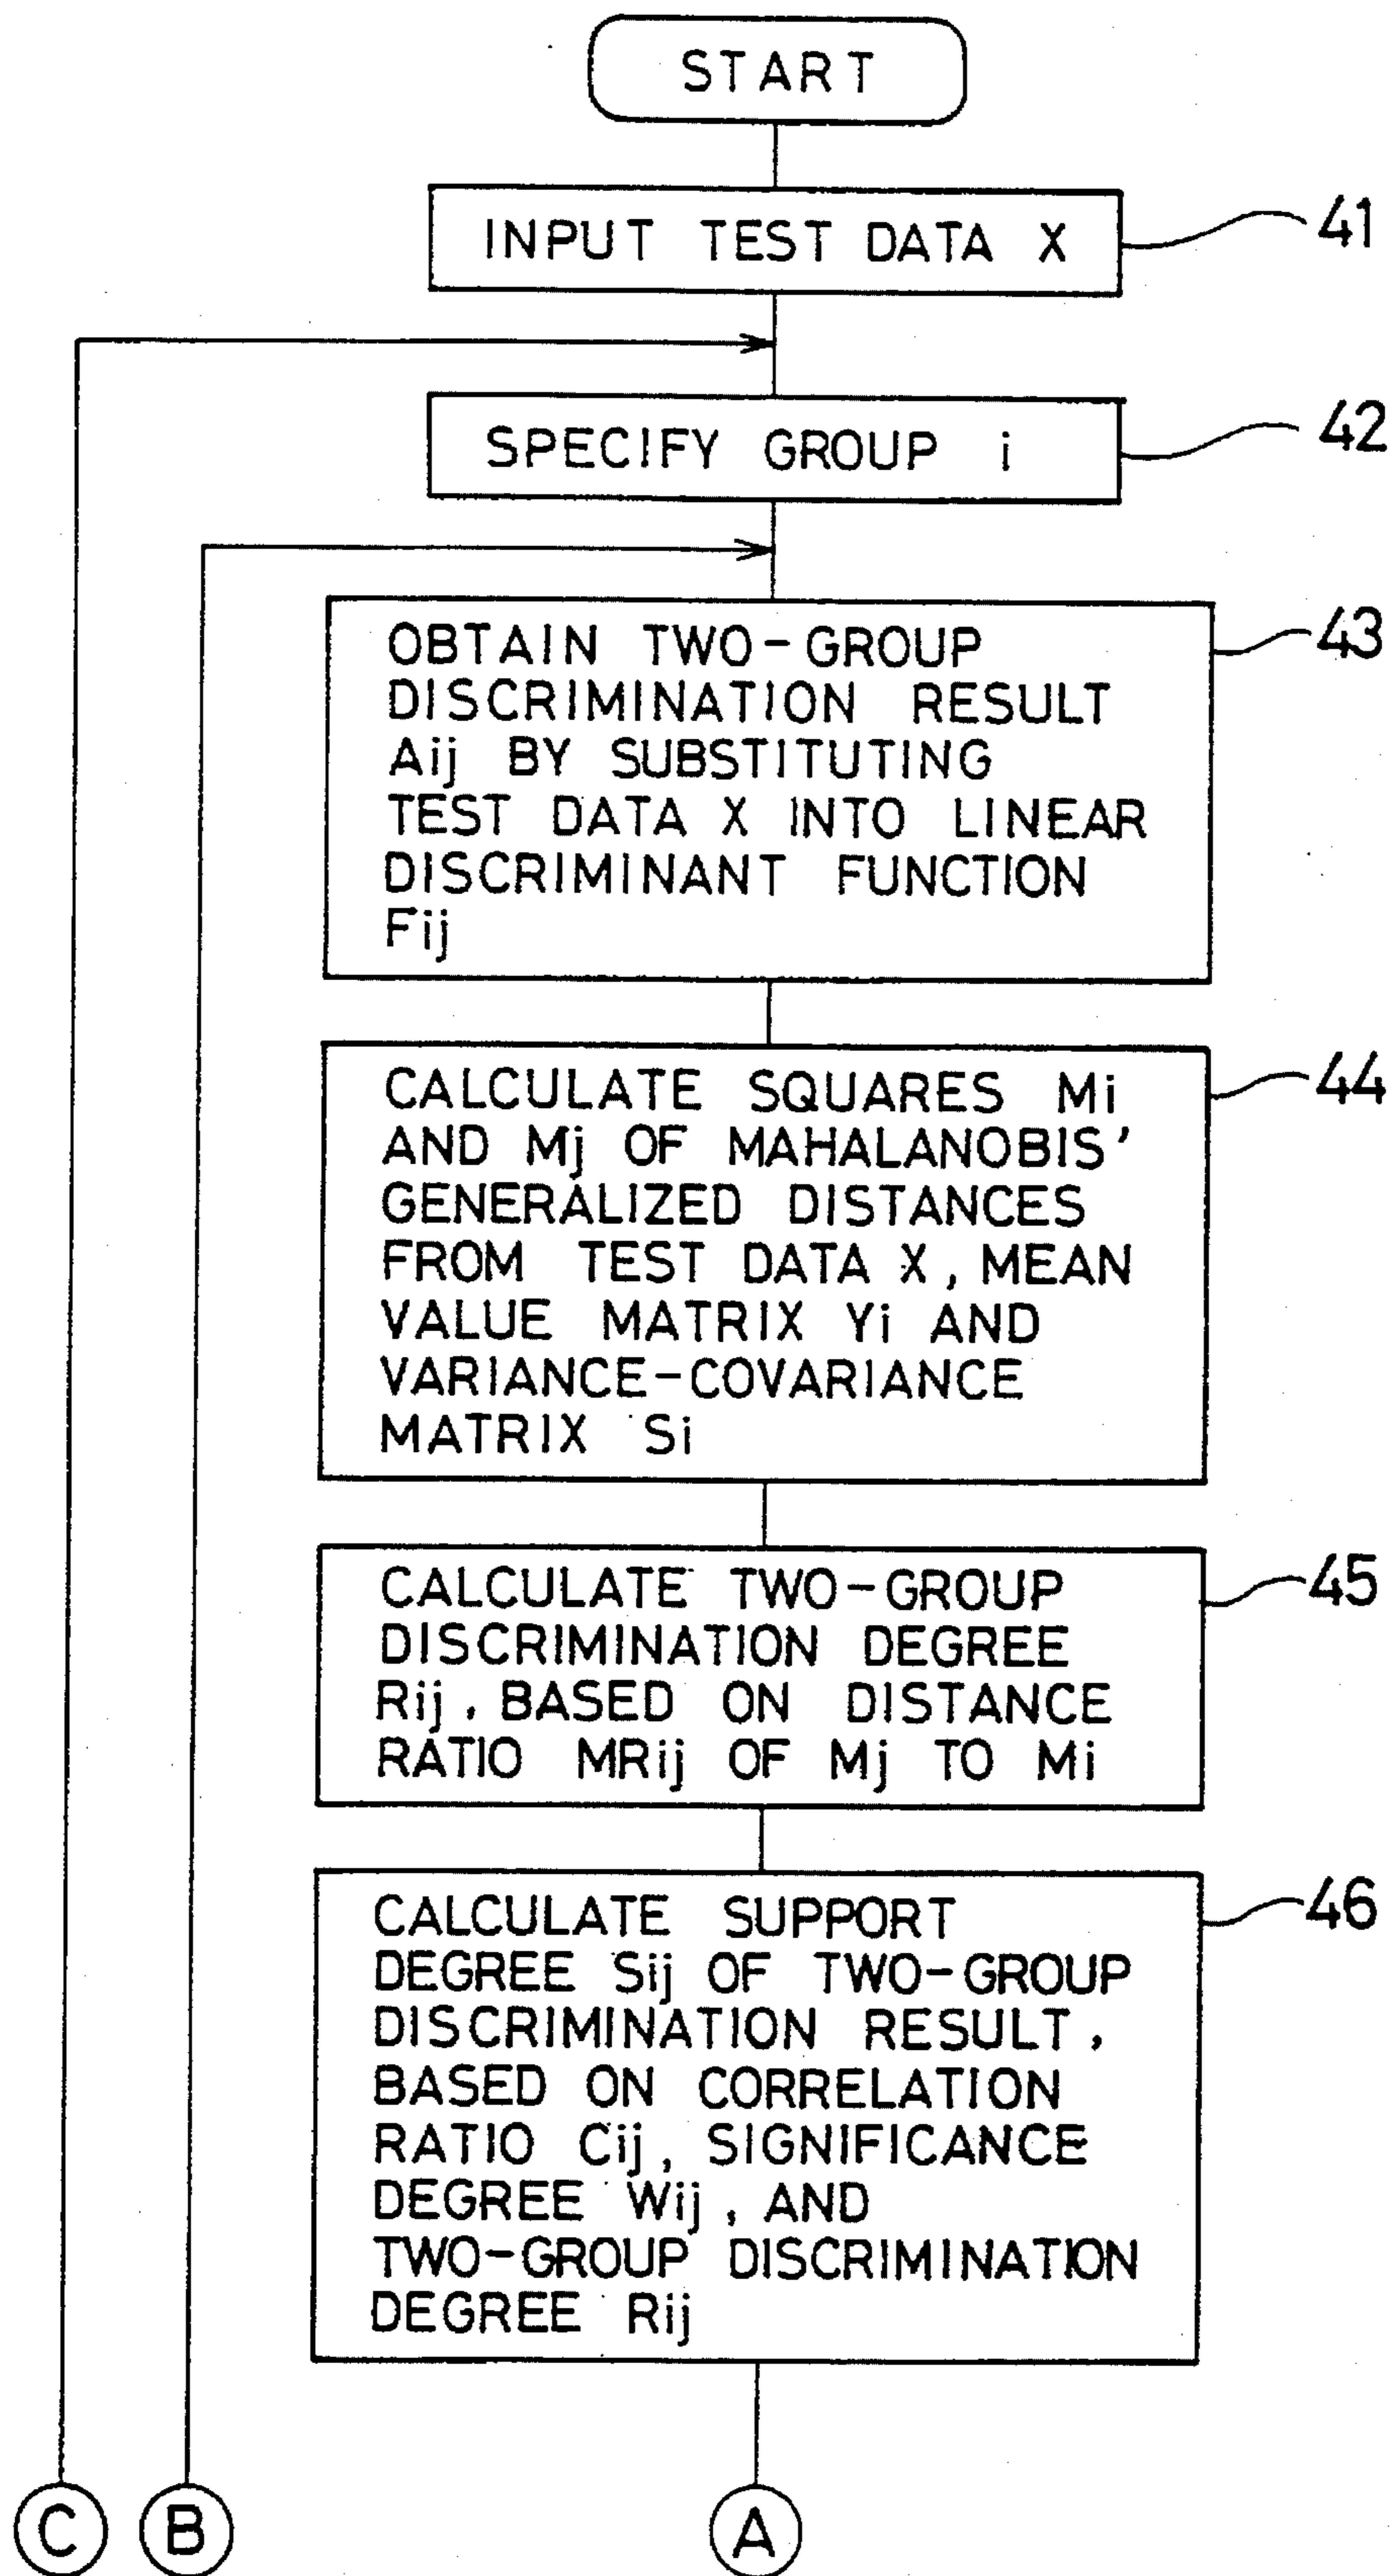 START
INPUT TEST DATA X
41
SPECIFY GROUP i
42
OBTAIN TWO-GROUP
DISCRIMINATION RESULT
Aij BY SUBSTITUTING
TEST DATA X INTO LINEAR
DISCRIMINANT FUNCTION
Fij
43
CALCULATE SQUARES Mi
AND Mj OF MAHALANOBIS'
GENERALIZED DISTANCES
FROM TEST DATA X, MEAN
VALUE MATRIX Yi AND
VARIANCE-COVARIANCE
MATRIX Si
44
CALCULATE TWO-GROUP
DISCRIMINATION DEGREE
Rij, BASED ON DISTANCE
RATIO MRij OF Mj TO Mi
45
CALCULATE SUPPORT
DEGREE Sij OF TWO-GROUP
DISCRIMINATION RESULT,
BASED ON CORRELATION
RATIO Cij, SIGNIFICANCE
DEGREE Wij, AND
TWO-GROUP DISCRIMINATION
DEGREE Rij
46
C
B
A